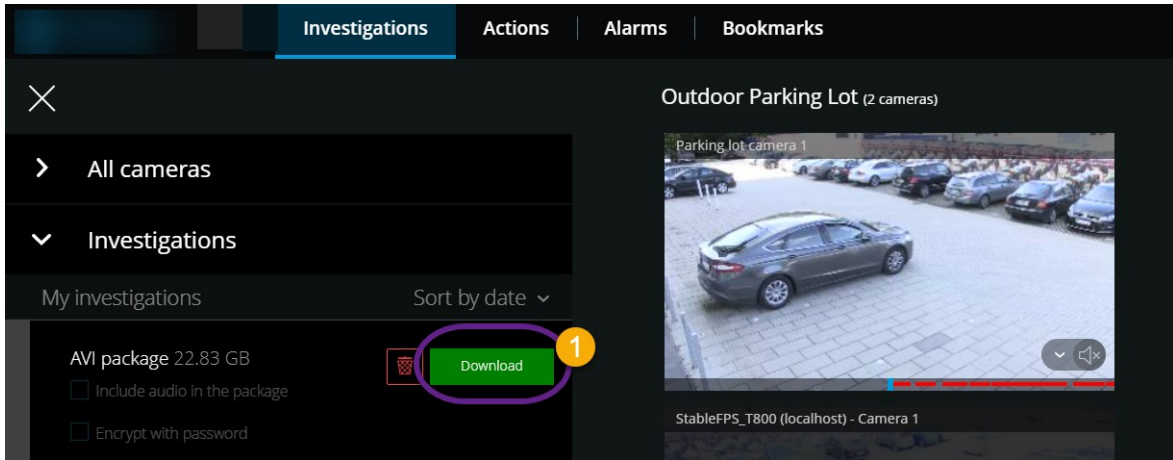 Investigations Actions Alarms Bookmarks
Outdoor Parking Lot (2 cameras)
All cameras
Investigations
My investigations Sort by date
AVI package 22.83 GB
Download
1
Include audio in the package
Encrypt with password
Parking lot camera 1
StableFPS_T800 (localhost) - Camera 1